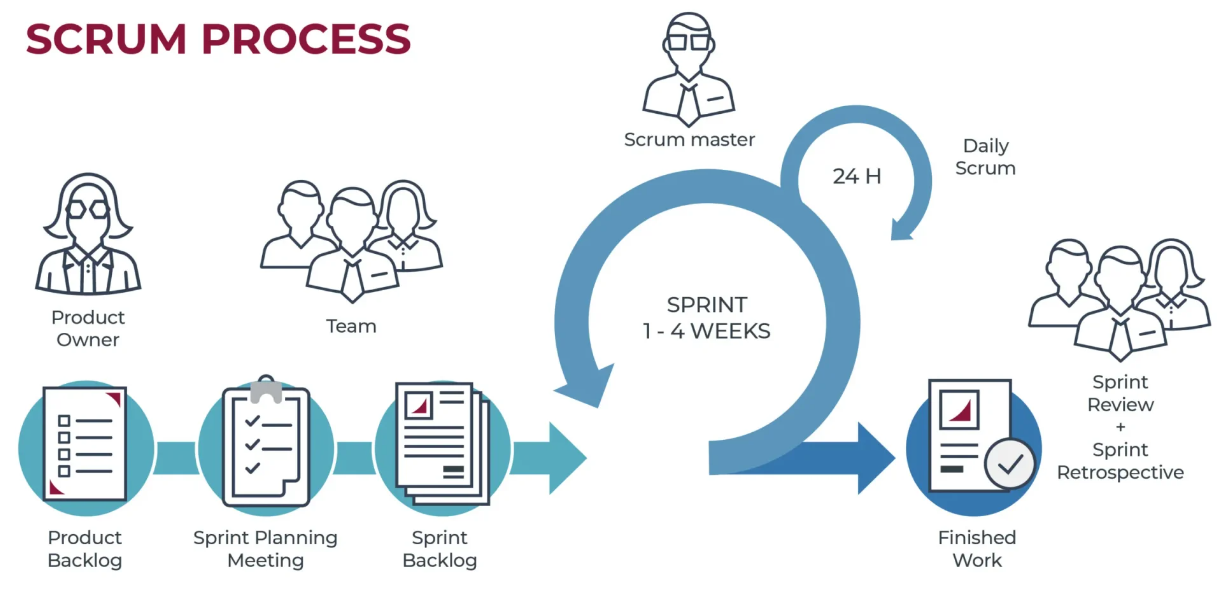 SCRUM PROCESS
Scrum master
Daily
Scrum
24 H
Product
Owner
Team
SPRINT
1 - 4 WEEKS
Sprint
Review
+
Sprint
Retrospective
Product
Backlog
Sprint Planning
Meeting
Sprint
Backlog
Finished
Work